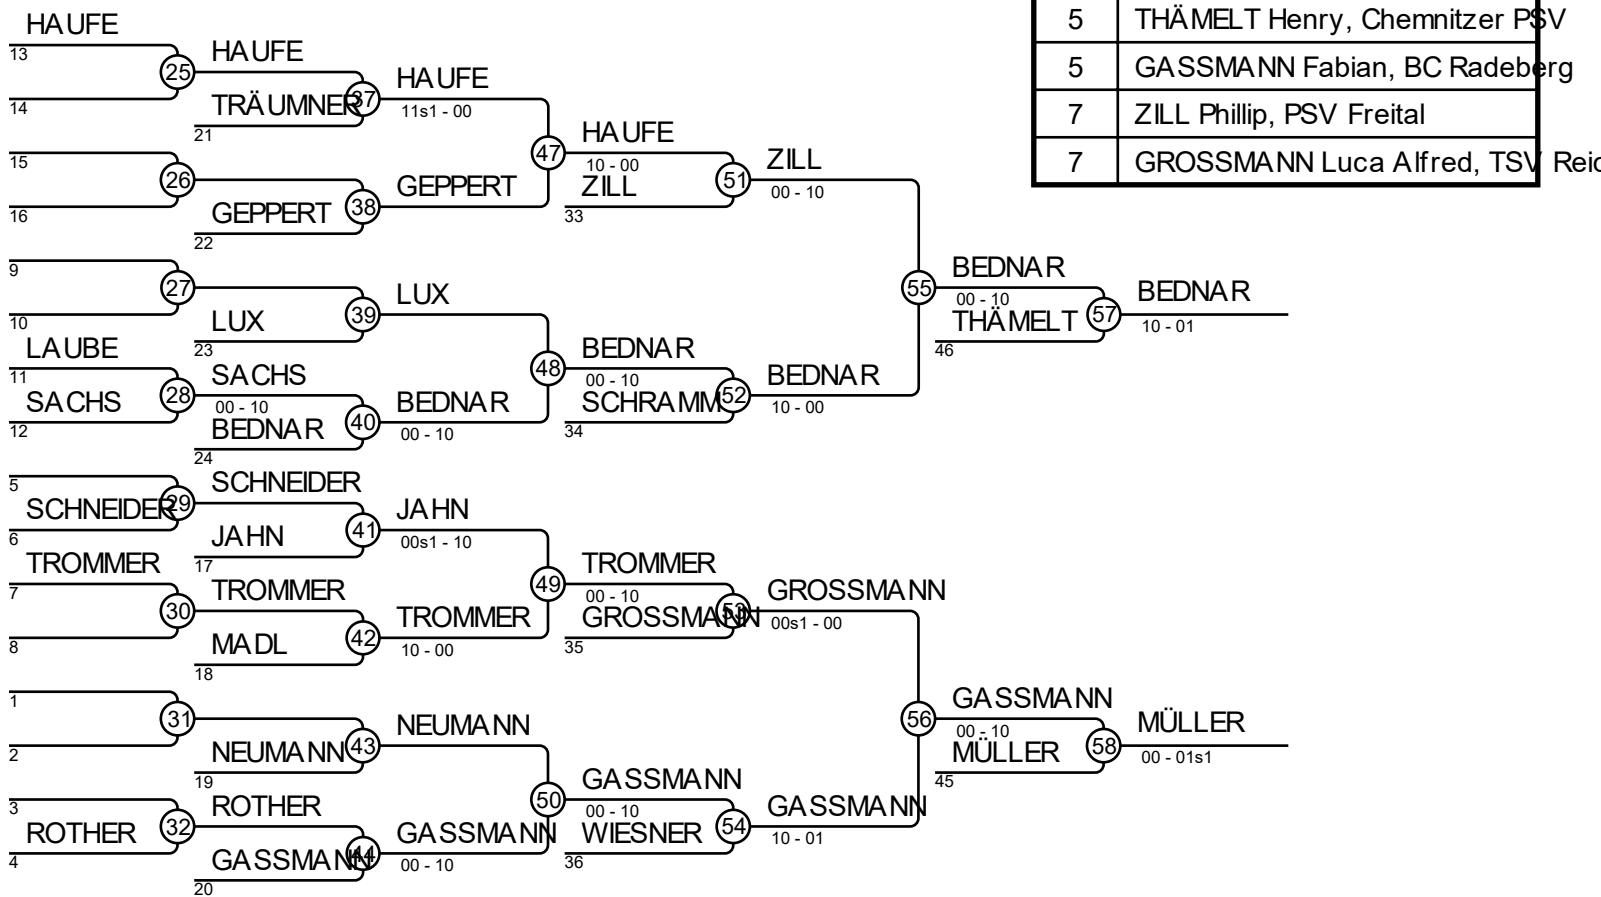 HAUFE
13
25
14
HAUFE
TRÄUMNER
21
37
HAUFE
11s1 - 00
15
26
16
GEPPERT
22
38
GEPPERT
47
HAUFE
10 - 00
ZILL
33
51
ZILL
00 - 10
9
27
10
LUX
23
39
LUX
LAUBE
11
SACHS
12
28
SACHS
00 - 10
BEDNAR
24
40
BEDNAR
00 - 10
48
BEDNAR
00 - 10
SCHRAMM
34
52
BEDNAR
10 - 00
55
BEDNAR
00 - 10
THÄMELT
46
57
BEDNAR
10 - 01
5
SCHNEIDER
6
29
SCHNEIDER
JAHN
17
41
JAHN
00s1 - 10
TROMMER
7
8
30
TROMMER
MADL
18
42
TROMMER
10 - 00
49
TROMMER
00 - 10
GROSSMANN
35
53
GROSSMANN
00s1 - 00
1
2
31
NEUMANN
19
43
NEUMANN
3
ROTHER
4
32
ROTHER
GASSMANN
20
44
GASSMANN
00 - 10
50
GASSMANN
00 - 10
WIESNER
36
54
GASSMANN
10 - 01
56
GASSMANN
00 - 10
MÜLLER
45
58
MÜLLER
00 - 01s1
5 THÄMELT Henry, Chemnitzer PSV
5 GASSMANN Fabian, BC Radeberg
7 ZILL Phillip, PSV Freital
7 GROSSMANN Luca Alfred, TSV Reic